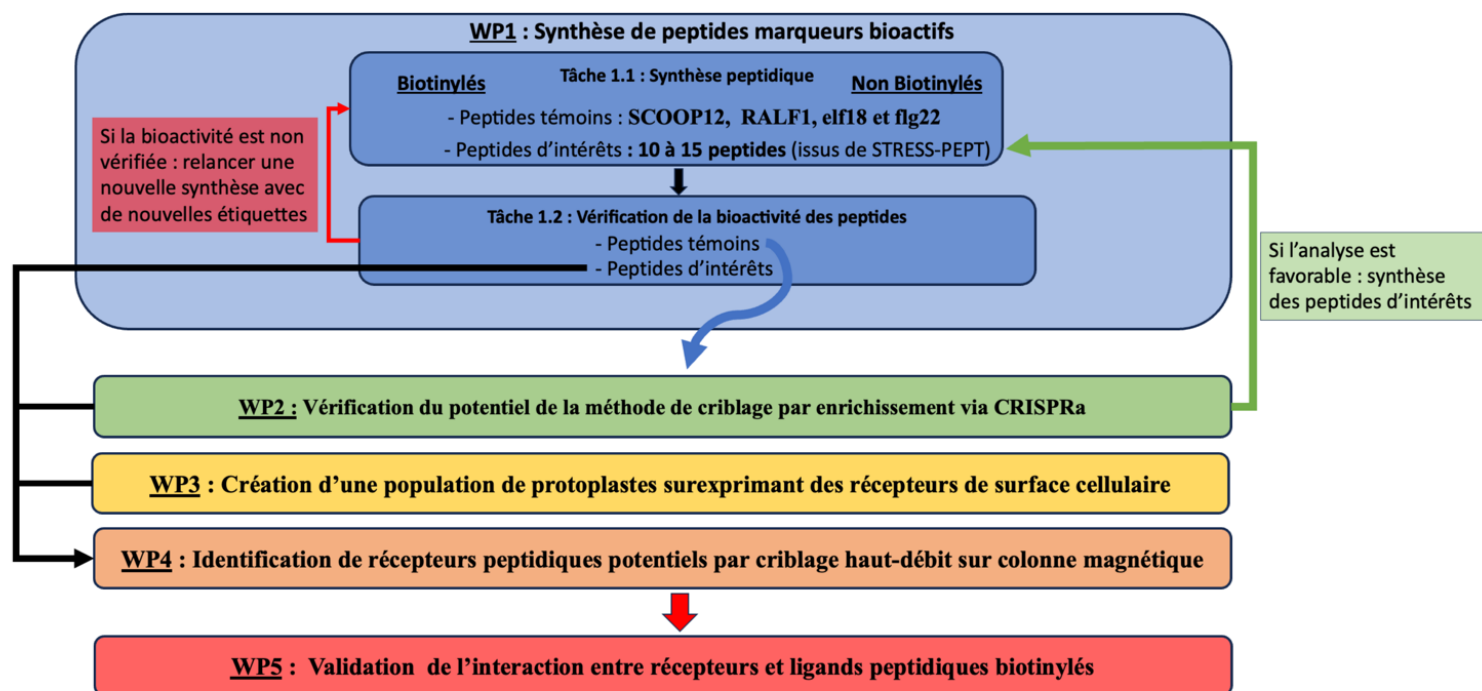 WP1 : Synthèse de peptides marqueurs bioactifs
Biotinylés
Tâche 1.1 : Synthèse peptidique
Non Biotinylés
- Peptides témoins : SCOOP12, RALF1, elf18 et flg22
- Peptides d’intérêts : 10 à 15 peptides (issus de STRESS-PEPT)
Si la bioactivité est non
vérifiée : relancer une
nouvelle synthèse avec
de nouvelles étiquettes
Tâche 1.2 : Vérification de la bioactivité des peptides
- Peptides témoins
- Peptides d’intérêts
Si l’analyse est
favorable : synthèse
des peptides d’intérêts
WP2 : Vérification du potentiel de la méthode de criblage par enrichissement via CRISPRa
WP3 : Création d’une population de protoplastes surexprimant des récepteurs de surface cellulaire
WP4 : Identification de récepteurs peptidiques potentiels par criblage haut-débit sur colonne magnétique
WP5 : Validation de l’interaction entre récepteurs et ligands peptidiques biotinylés